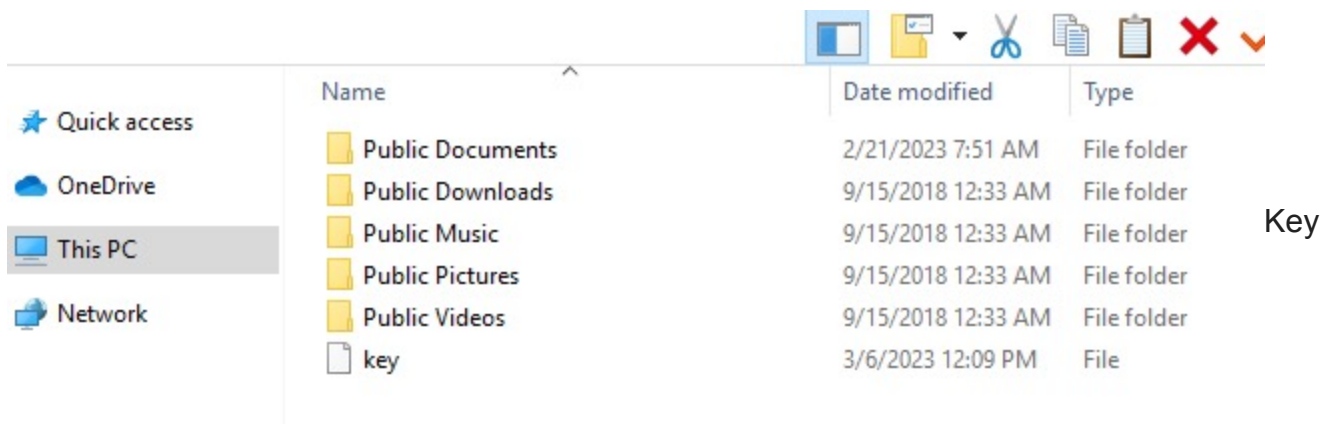 Name Date modified Type
Quick access
OneDrive
This PC
Network
Public Documents 2/21/2023 7:51 AM File folder
Public Downloads 9/15/2018 12:33 AM File folder
Public Music 9/15/2018 12:33 AM File folder
Public Pictures 9/15/2018 12:33 AM File folder
Public Videos 9/15/2018 12:33 AM File folder
key 3/6/2023 12:09 PM File
Key